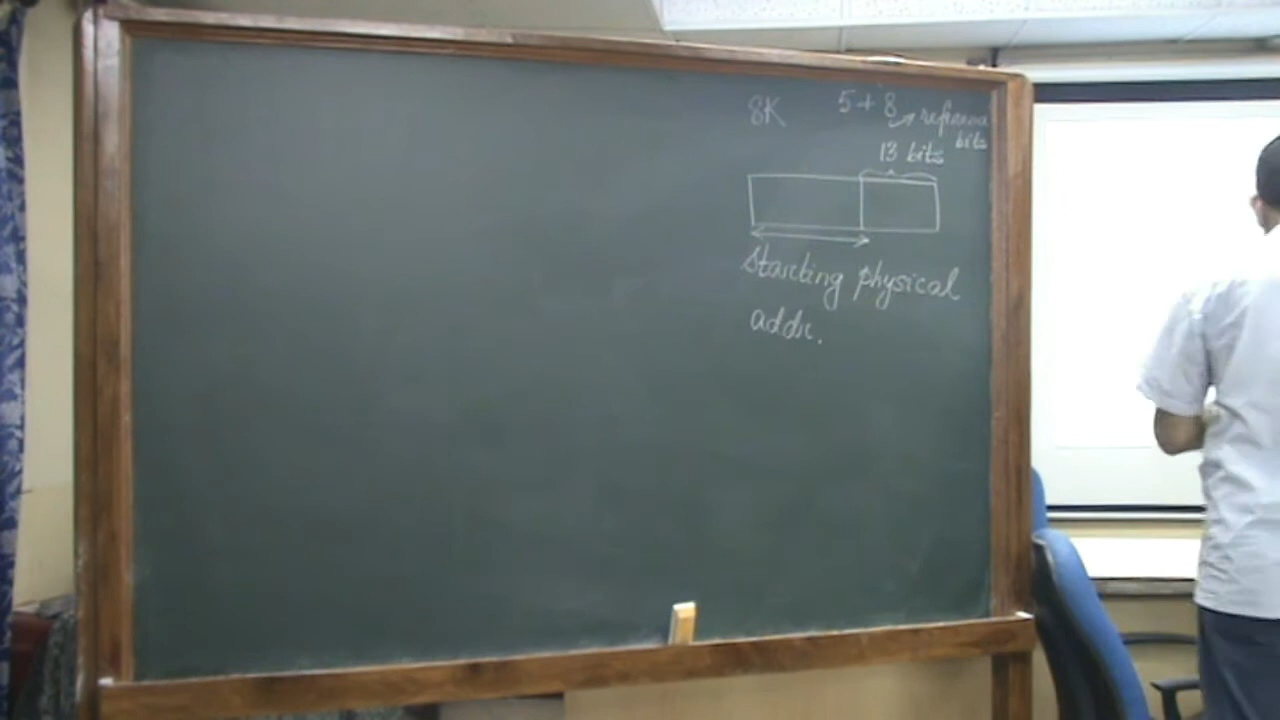 8K 5 + 8 → reference
bits
13 bits
Starting physical
addr.